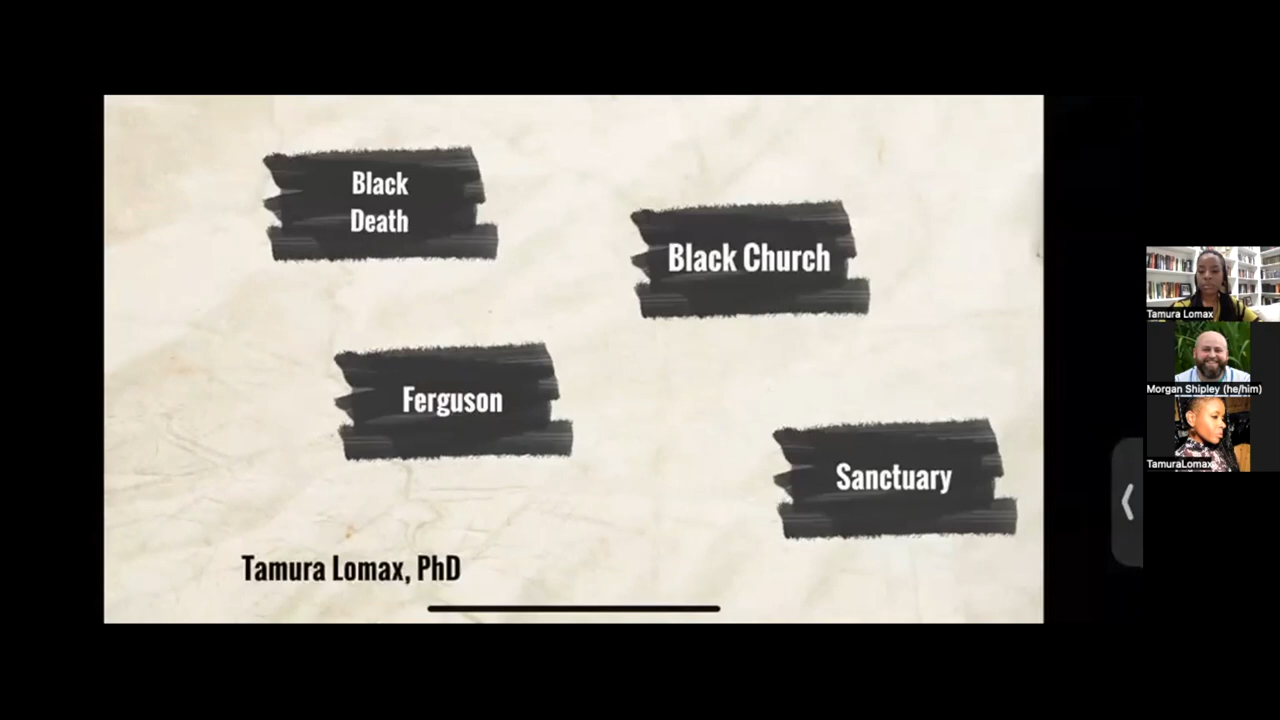 Black
Death
Black Church
Ferguson
Sanctuary
Tamura Lomax, PhD
Tamura Lomax
Morgan Shipley (he/him)
TamuraLomax